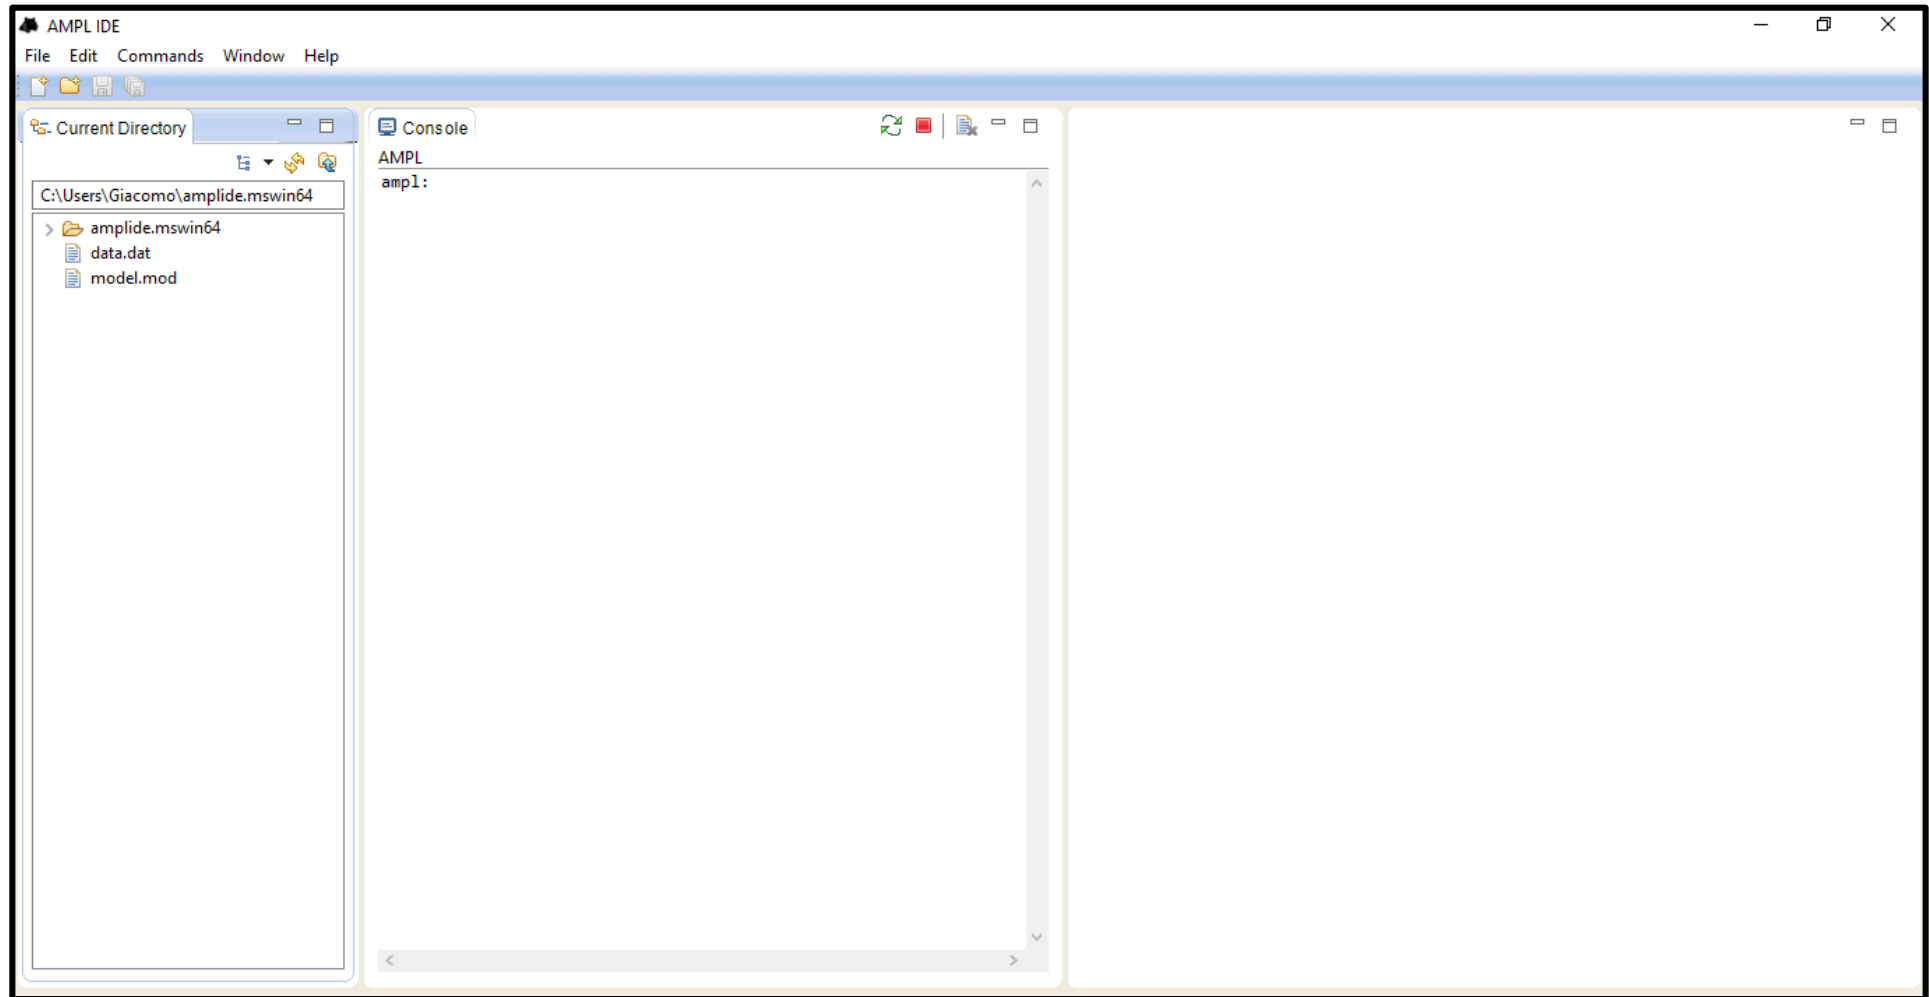 AMPL IDE
File Edit Commands Window Help
Current Directory
C:\Users\Giacomo\amplide.mswin64
amplide.mswin64
data.dat
model.mod
Console
AMPL
ampl: